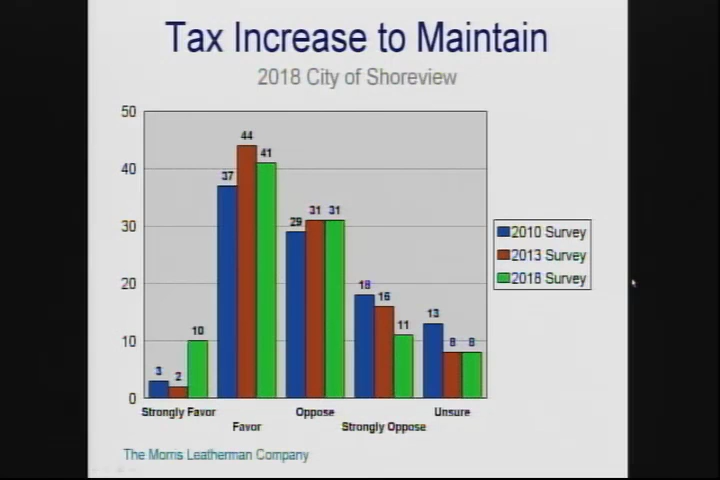 Tax Increase to Maintain
2018 City of Shoreview
50
40
30
20
10
0
3
2
10
37
44
41
29
31
31
18
16
11
13
8
8
Strongly Favor
Favor
Oppose
Strongly Oppose
Unsure
2010 Survey
2013 Survey
2018 Survey
The Morris Leatherman Company